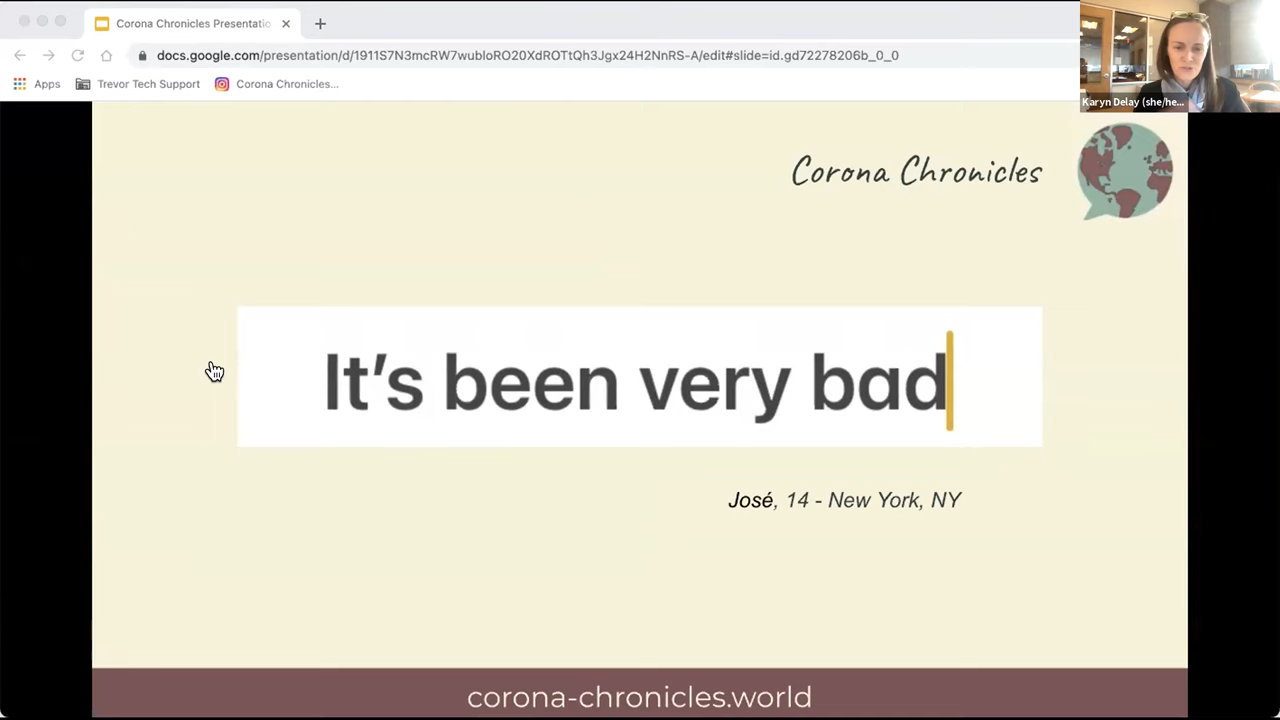 Corona Chronicles Presentatio
docs.google.com/presentation/d/1911S7N3mcRW7wubloRO20XdROTtQh3Jgx24H2NnRS-A/edit#slide=id.gd72278206b_0_0
Apps
Trevor Tech Support
Corona Chronicles...
Karyn Delay (she/he...
Corona Chronicles
It's been very bad
José, 14 - New York, NY
corona-chronicles.world